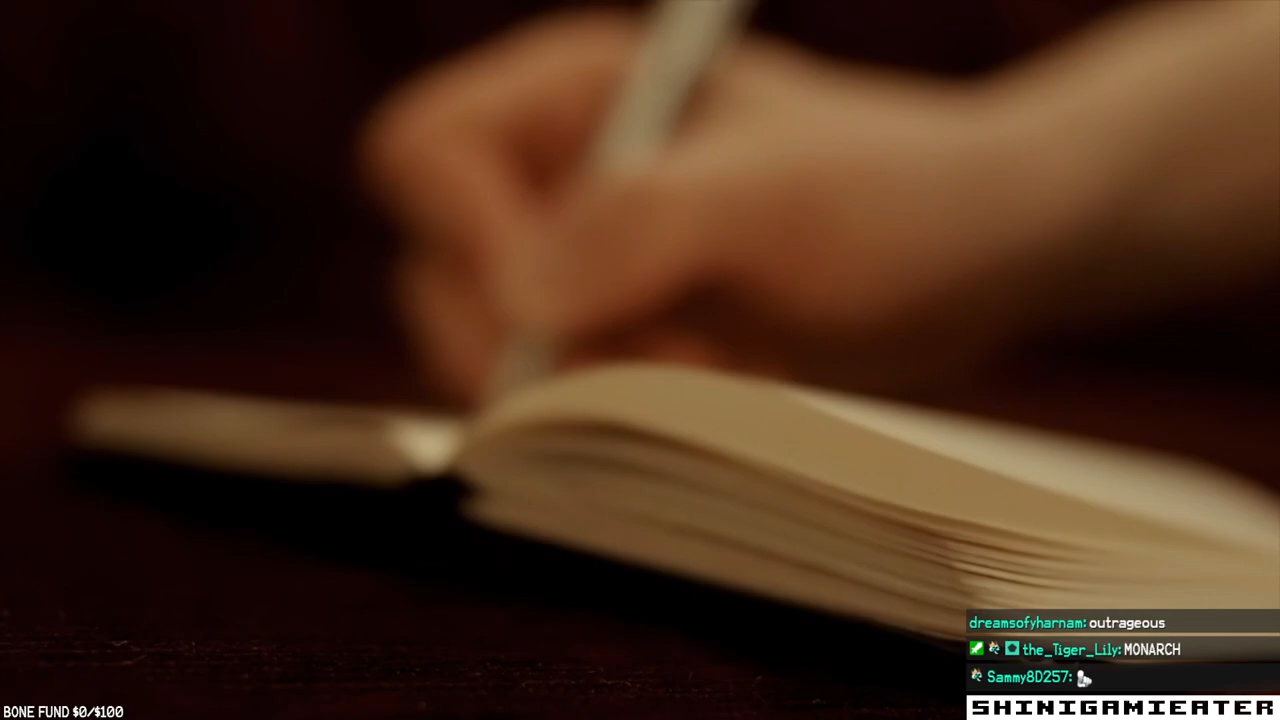 dreamsofyharnam: outrageous
the_Tiger_Lily: MONARCH
Sammy8D257:
BONE FUND $0/$100
SHINIGAMIEATER